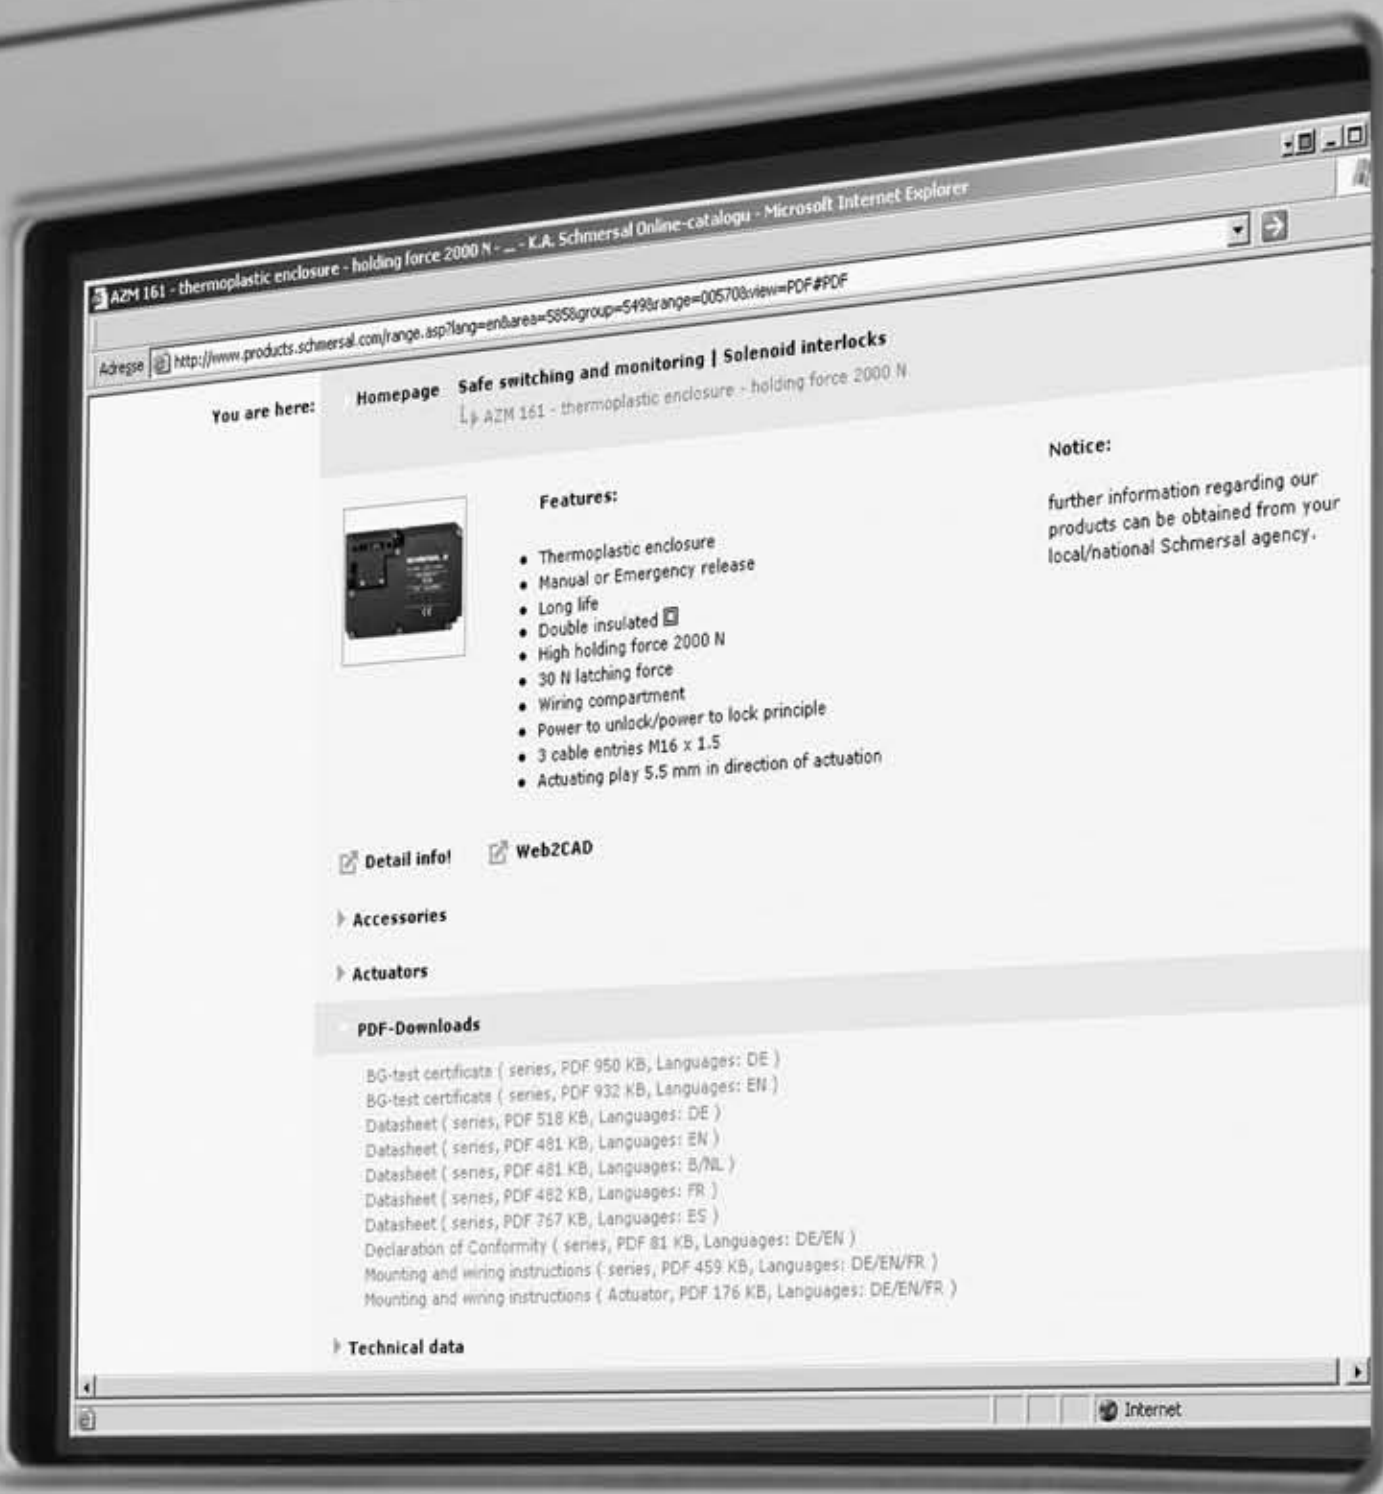 AZM 161 - thermoplastic enclosure - holding force 2000 N - ... - K.A. Schmersal Online-catalogu - Microsoft Internet Explorer
Adresse http://www.products.schmersal.com/range.asp?lang=en&area=585&group=549&range=00570&view=PDF#PDF
You are here: Homepage Safe switching and monitoring | Solenoid interlocks
AZM 161 - thermoplastic enclosure - holding force 2000 N
Features:
• Thermoplastic enclosure
• Manual or Emergency release
• Long life
• Double insulated
• High holding force 2000 N
• 30 N latching force
• Wiring compartment
• Power to unlock/power to lock principle
• 3 cable entries M16 x 1.5
• Actuating play 5.5 mm in direction of actuation
Notice:
further information regarding our
products can be obtained from your
local/national Schmersal agency.
Detail info! Web2CAD
Accessories
Actuators
PDF-Downloads
BG-test certificate ( series, PDF 950 KB, Languages: DE )
BG-test certificate ( series, PDF 932 KB, Languages: EN )
Datasheet ( series, PDF 518 KB, Languages: DE )
Datasheet ( series, PDF 481 KB, Languages: EN )
Datasheet ( series, PDF 481 KB, Languages: B/NL )
Datasheet ( series, PDF 482 KB, Languages: FR )
Datasheet ( series, PDF 767 KB, Languages: ES )
Declaration of Conformity ( series, PDF 81 KB, Languages: DE/EN )
Mounting and wiring instructions ( series, PDF 459 KB, Languages: DE/EN/FR )
Mounting and wiring instructions ( Actuator, PDF 176 KB, Languages: DE/EN/FR )
Technical data
Internet